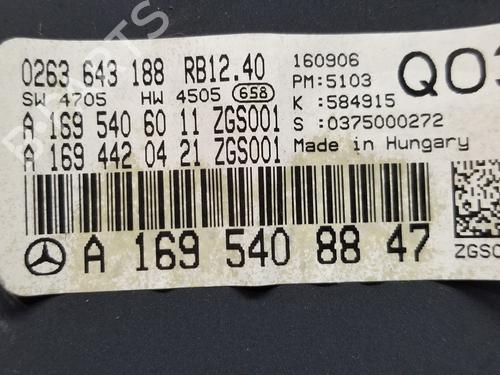 0263 643 188 RB12.40
SW 4705 HW 4505 658
A 169 540 60 11 ZGS001
A 169 442 04 21 ZGS001
160906
PM:5103
K :584915
S :0375000272
Made in Hungary
A 169 540 88 47